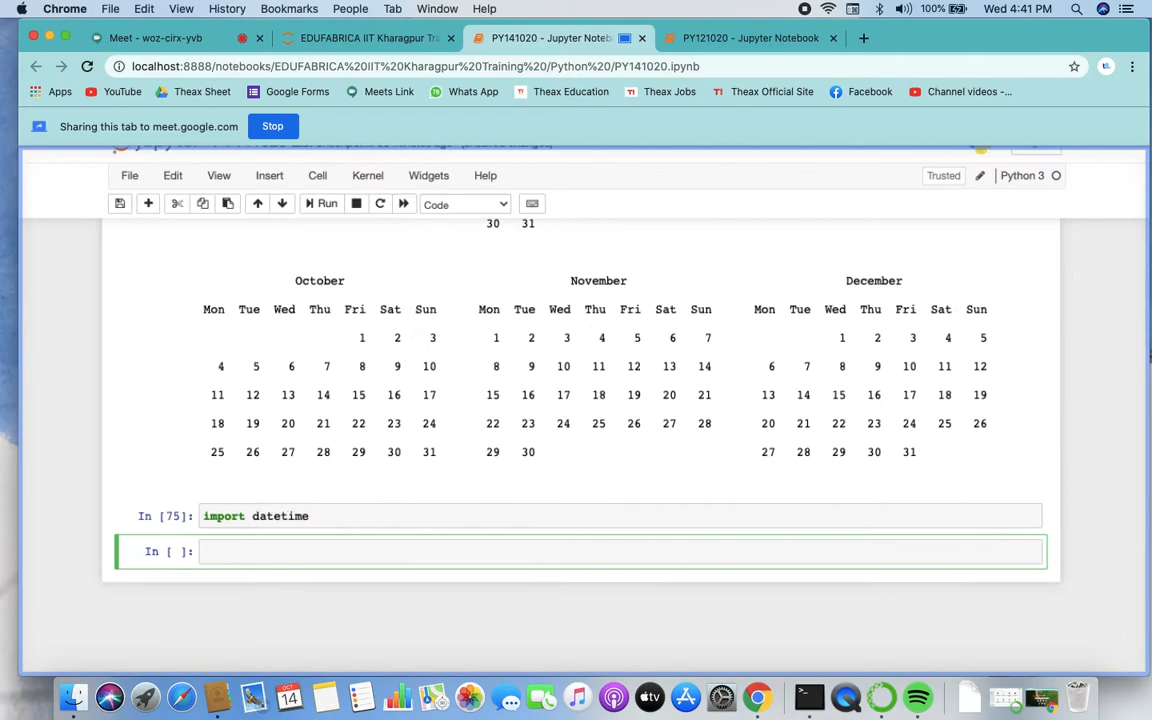 Chrome File Edit View History Bookmarks People Tab Window Help 100% Wed 4:41 PM
Meet - woz-cirx-yvb
EDUFABRICA IIT Kharagpur Tra
PY141020 - Jupyter Noteb
PY121020 - Jupyter Notebook
localhost:8888/notebooks/EDUFABRICA%20IIT%20Kharagpur%20Training%20/Python%20/PY141020.ipynb
Apps YouTube Theax Sheet Google Forms Meets Link Whats App Theax Education Theax Jobs Theax Official Site Facebook Channel videos -...
Sharing this tab to meet.google.com Stop
File Edit View Insert Cell Kernel Widgets Help Trusted Python 3
Run Code
30 31
October November December
Mon Tue Wed Thu Fri Sat Sun Mon Tue Wed Thu Fri Sat Sun Mon Tue Wed Thu Fri Sat Sun
1 2 3 1 2 3 4 5 6 7 1 2 3 4 5
4 5 6 7 8 9 10 8 9 10 11 12 13 14 6 7 8 9 10 11 12
11 12 13 14 15 16 17 15 16 17 18 19 20 21 13 14 15 16 17 18 19
18 19 20 21 22 23 24 22 23 24 25 26 27 28 20 21 22 23 24 25 26
25 26 27 28 29 30 31 29 30 27 28 29 30 31
In [75]: import datetime
In [ ]:
OCT
14